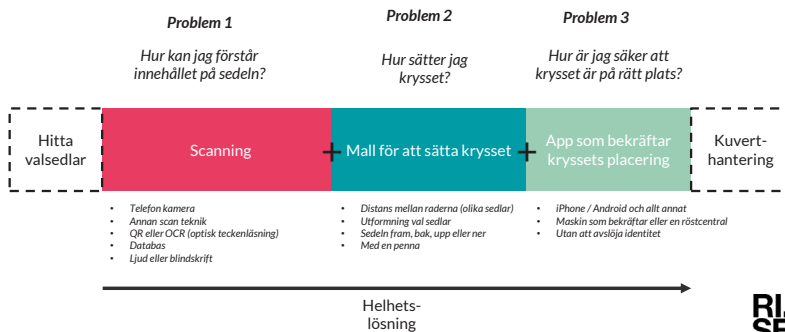 Problem 1
Hur kan jag förstår
innehållet på sedeln?
Problem 2
Hur sätter jag
krysset?
Problem 3
Hur är jag säker att
krysset är på rätt plats?
Hitta
valsedlar
Scanning
+
Mall för att sätta krysset
+
App som bekräftar
kryssets placering
Kuvert-
hantering
• Telefon kamera
• Annan scan teknik
• QR eller OCR (optisk teckenläsning)
• Databas
• Ljud eller blindskrift
• Distans mellan raderna (olika sedlar)
• Utformning val sedlar
• Sedeln fram, bak, upp eller ner
• Med en penna
• iPhone / Android och allt annat
• Maskin som bekräftar eller en röstcentral
• Utan att avslöja identitet
Helhets-
lösning
RI.
SE